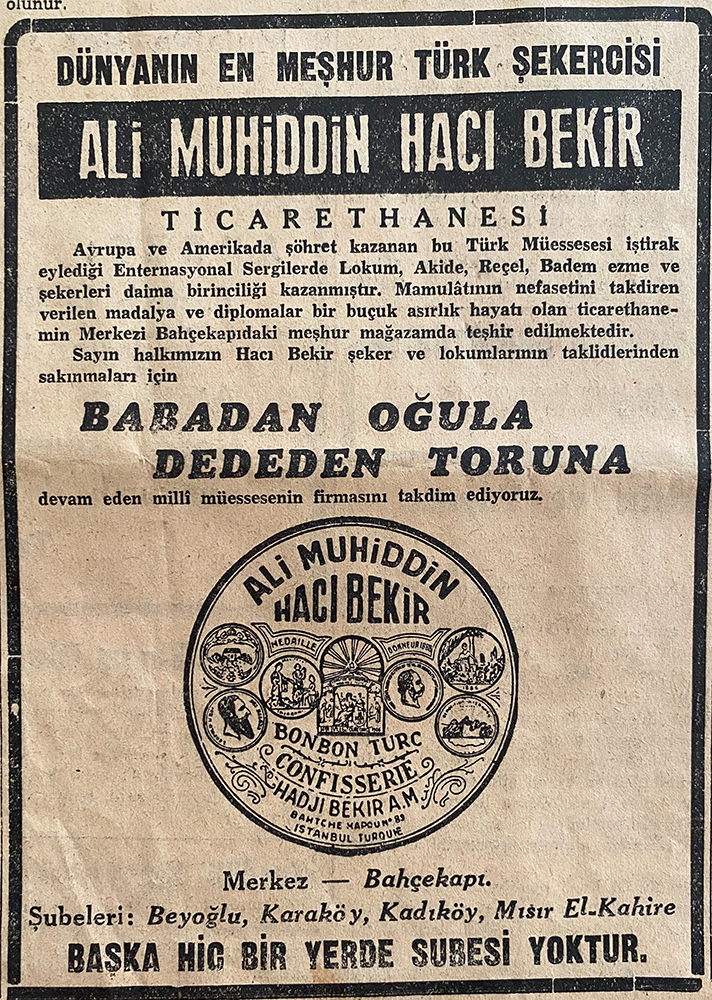 olunur.
DÜNYANIN EN MEŞHUR TÜRK ŞEKERCİSİ
ALİ MUHİDDİN HACI BEKİR
TİCARETHANESİ
Avrupa ve Amerikada şöhret kazanan bu Türk Müessesesi iştirak
eylediği Enternasyonal Sergilerde Lokum, Akide, Reçel, Badem ezme ve
şekerleri daima birinciliği kazanmıştır. Mamulâtının nefasetini takdiren
verilen madalya ve diplomalar bir buçuk asırlık hayatı olan ticarethane-
min Merkezi Bahçekapıdaki meşhur mağazamda teşhir edilmektedir.
Sayın halkımızın Hacı Bekir şeker ve lokumlarının taklidlerinden
sakınmaları için
BABADAN OĞULA
DEDEDEN TORUNA
devam eden millî müessesenin firmasını takdim ediyoruz.
ALİ MUHİDDİN
HACI BEKİR
MEDAILLE
BONBON TURC
CONFISSERIE
HADJI BEKIR A.M.
BAHTCHE KAPOU Nº 83
ISTANBUL TURQUIE
Merkez — Bahçekapı.
Şubeleri: Beyoğlu, Karaköy, Kadıköy, Mısır El-Kahire
BAŞKA HİÇ BİR YERDE ŞUBESİ YOKTUR.